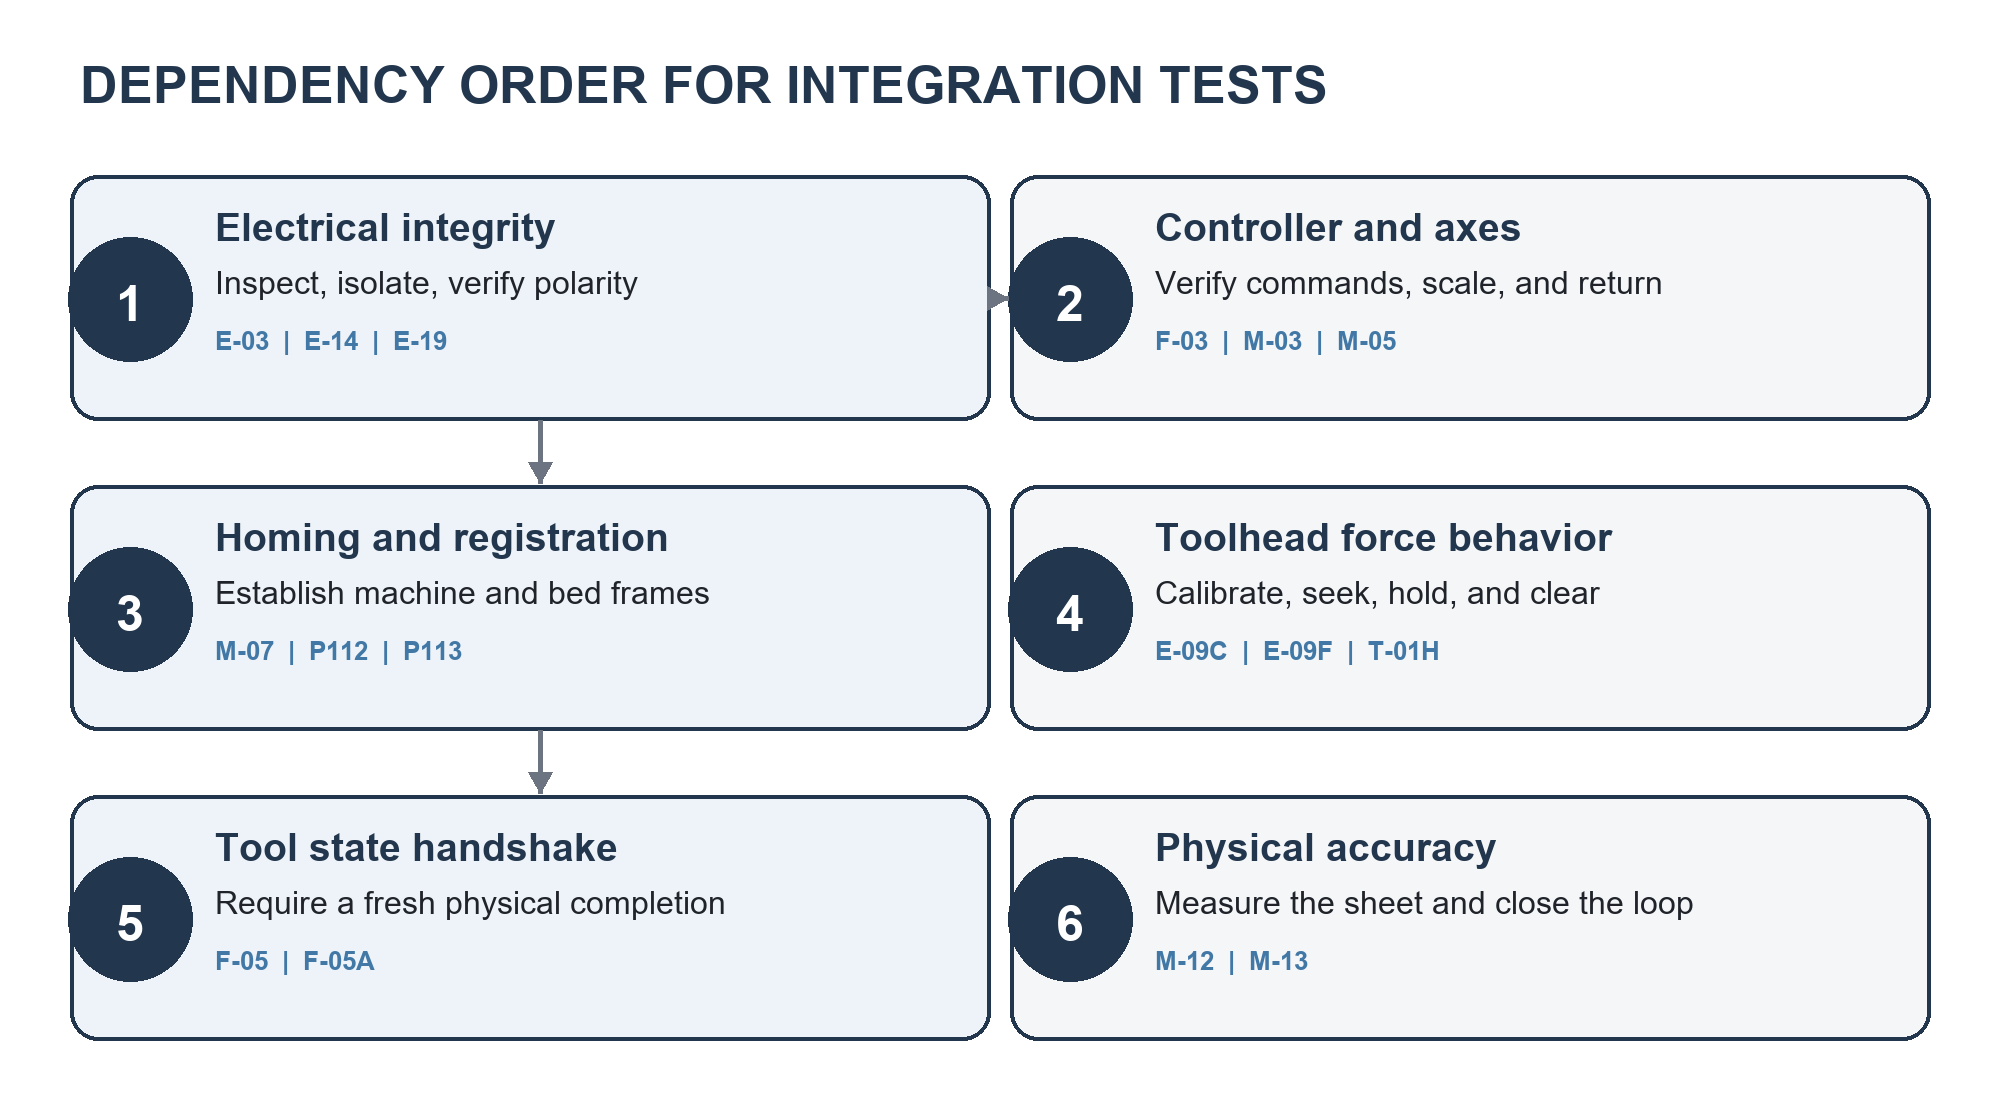 DEPENDENCY ORDER FOR INTEGRATION TESTS
1
Electrical integrity
Inspect, isolate, verify polarity
E-03 | E-14 | E-19
2
Controller and axes
Verify commands, scale, and return
F-03 | M-03 | M-05
3
Homing and registration
Establish machine and bed frames
M-07 | P112 | P113
4
Toolhead force behavior
Calibrate, seek, hold, and clear
E-09C | E-09F | T-01H
5
Tool state handshake
Require a fresh physical completion
F-05 | F-05A
6
Physical accuracy
Measure the sheet and close the loop
M-12 | M-13